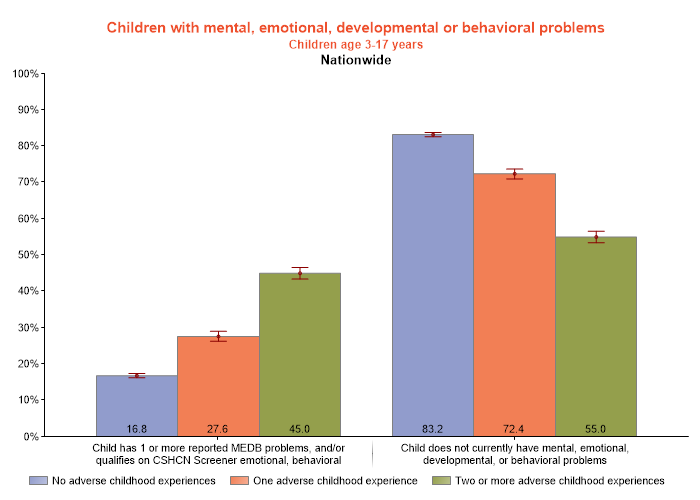 Children with mental, emotional, developmental or behavioral problems
Children age 3-17 years
Nationwide
100%
90%
80%
70%
60%
50%
40%
30%
20%
10%
0%
16.8
27.6
45.0
83.2
72.4
55.0
Child has 1 or more reported MEDB problems, and/or
qualifies on CSHCN Screener emotional, behavioral
Child does not currently have mental, emotional,
developmental, or behavioral problems
No adverse childhood experiences
One adverse childhood experience
Two or more adverse childhood experiences